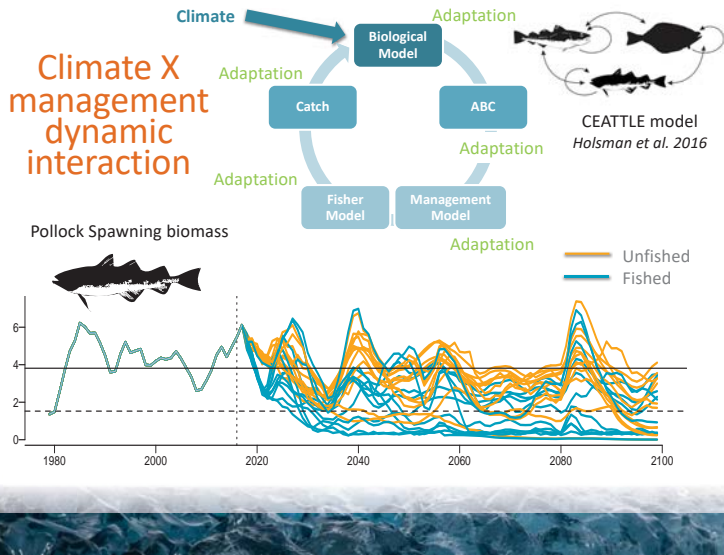 Climate X
management
dynamic
interaction
Climate
Adaptation
Biological
Model
Adaptation
Catch
ABC
Adaptation
Adaptation
Fisher
Model
Management
Model
Adaptation
CEATTLE model
Holsman et al. 2016
Pollock Spawning biomass
Unfished
Fished
6
4
2
0
1980
2000
2020
2040
2060
2080
2100